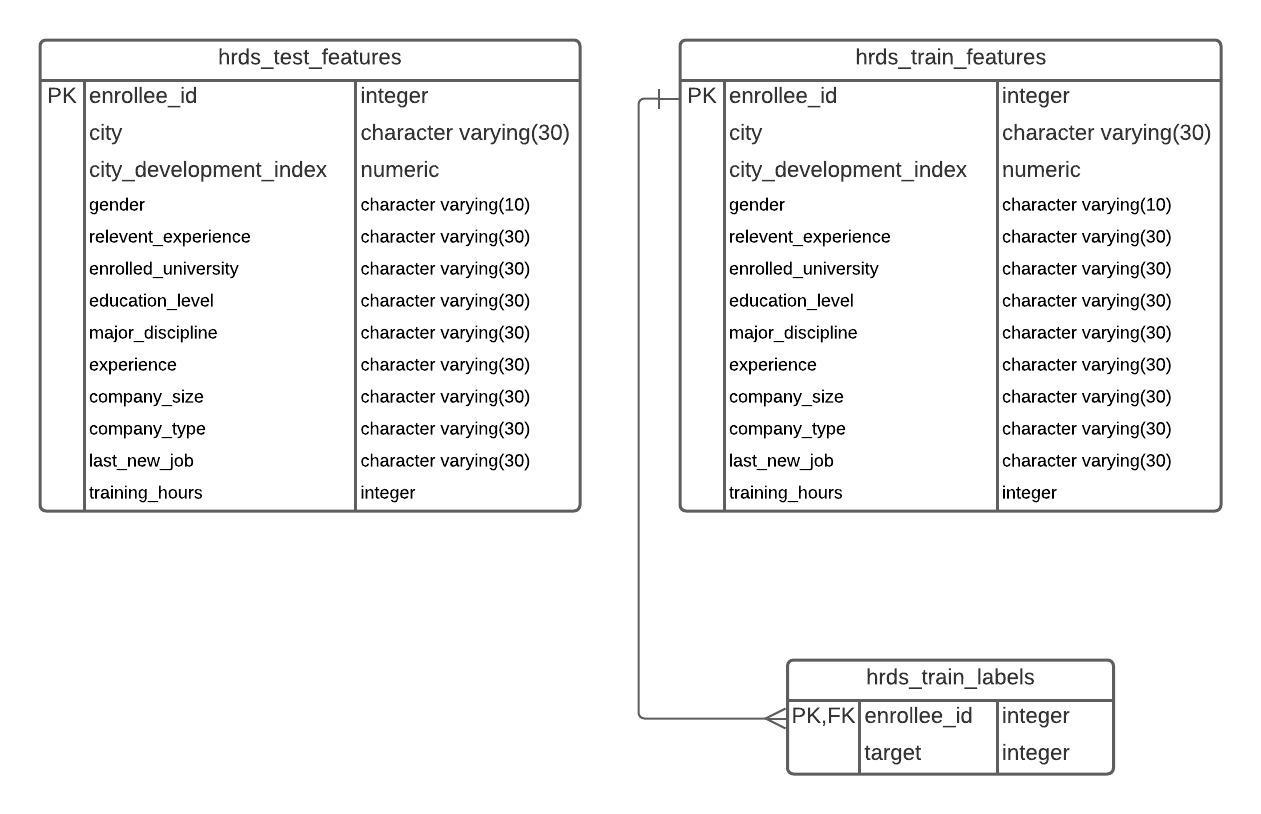 hrds_test_features
PK enrollee_id integer
city character varying(30)
city_development_index numeric
gender character varying(10)
relevent_experience character varying(30)
enrolled_university character varying(30)
education_level character varying(30)
major_discipline character varying(30)
experience character varying(30)
company_size character varying(30)
company_type character varying(30)
last_new_job character varying(30)
training_hours integer
hrds_train_features
PK enrollee_id integer
city character varying(30)
city_development_index numeric
gender character varying(10)
relevent_experience character varying(30)
enrolled_university character varying(30)
education_level character varying(30)
major_discipline character varying(30)
experience character varying(30)
company_size character varying(30)
company_type character varying(30)
last_new_job character varying(30)
training_hours integer
hrds_train_labels
PK,FK enrollee_id integer
target integer